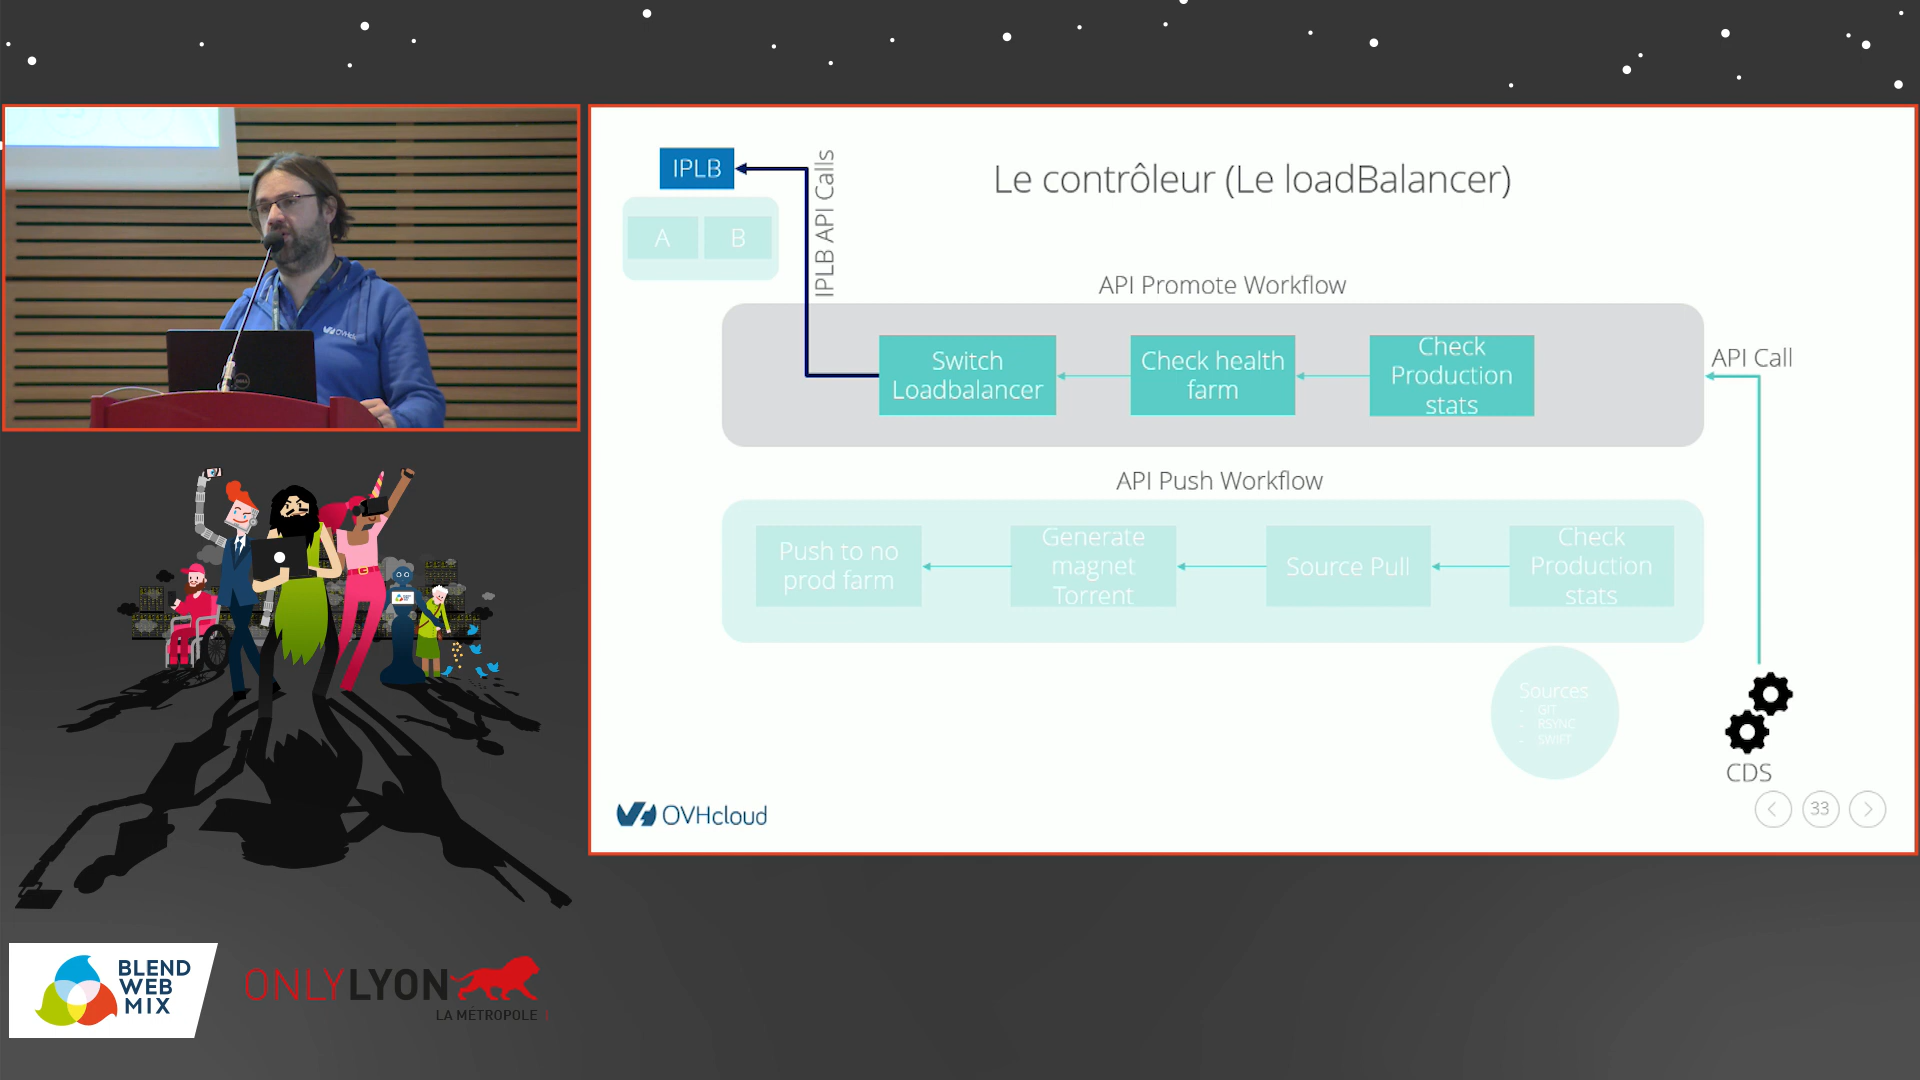 IPLB
A
B
IPLB API Calls
Le contrôleur (Le loadBalancer)
API Promote Workflow
Switch
Loadbalancer
Check health
farm
Check
Production
stats
API Call
API Push Workflow
Push to no
prod farm
Generate
magnet
Torrent
Source Pull
Check
Production
stats
Sources
- GIT
- RSYNC
- SWIFT
CDS
OVHcloud
33
BLEND
WEB
MIX
ONLYLYON
LA MÉTROPOLE